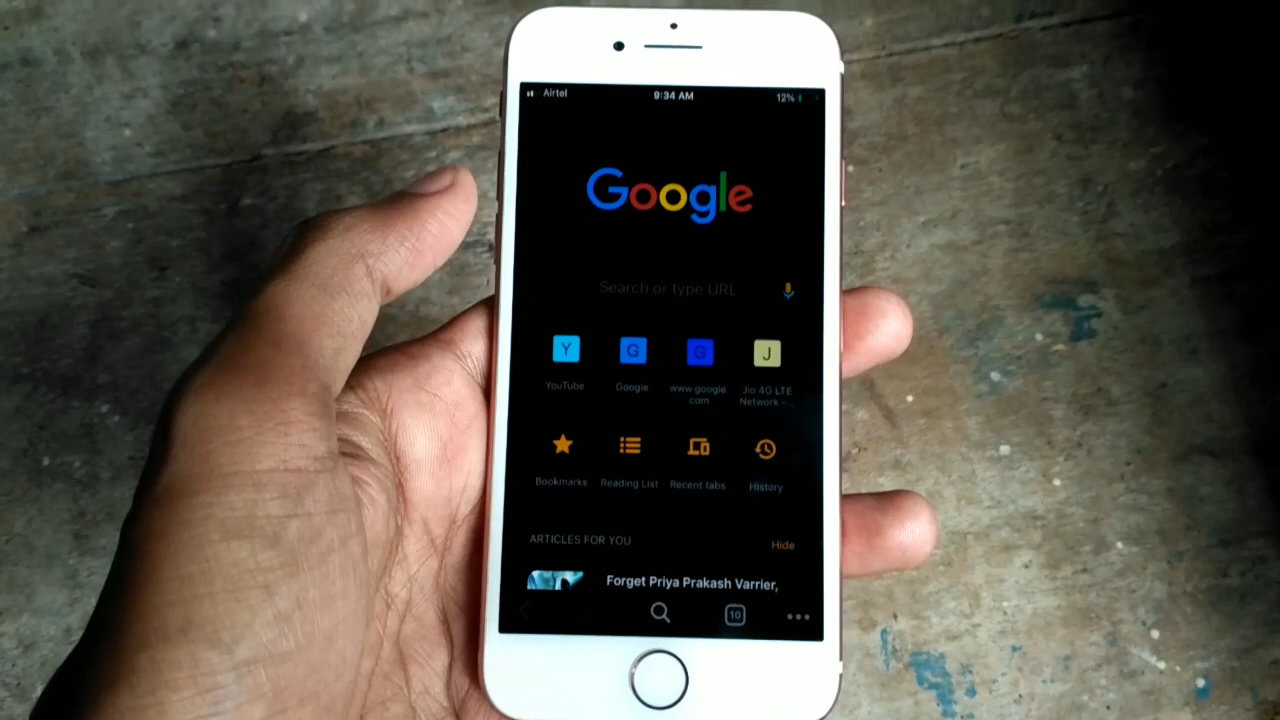 Airtel 9:34 AM 12%
Google
Search or type URL
Y G G J
YouTube Google www.google. Jio 4G LTE
com Network -...
Bookmarks Reading List Recent tabs History
ARTICLES FOR YOU Hide
Forget Priya Prakash Varrier,
10